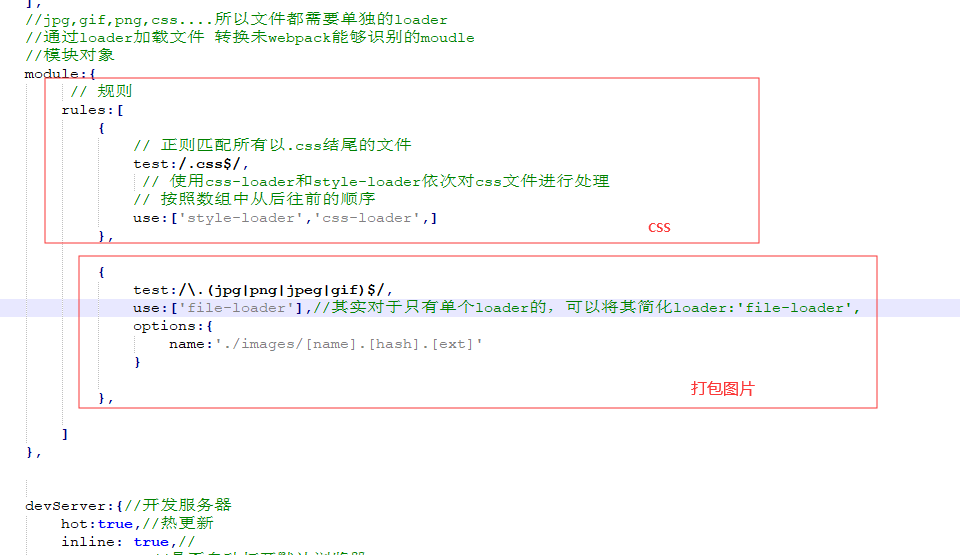 ],
//jpg,gif,png,css....所以文件都需要单独的loader
//通过loader加载文件 转换未webpack能够识别的moudle
//模块对象
module:{
// 规则
rules:[
{
// 正则匹配所有以.css结尾的文件
test:/.css$/,
// 使用css-loader和style-loader依次对css文件进行处理
// 按照数组中从后往前的顺序
use:['style-loader','css-loader',]
css
},
{
test:/\.(jpg|png|jpeg|gif)$/,
use:['file-loader'],//其实对于只有单个loader的，可以将其简化loader:'file-loader',
options:{
name:'./images/[name].[hash].[ext]'
}
打包图片
},
]
},
devServer:{//开发服务器
hot:true,//热更新
inline: true,//